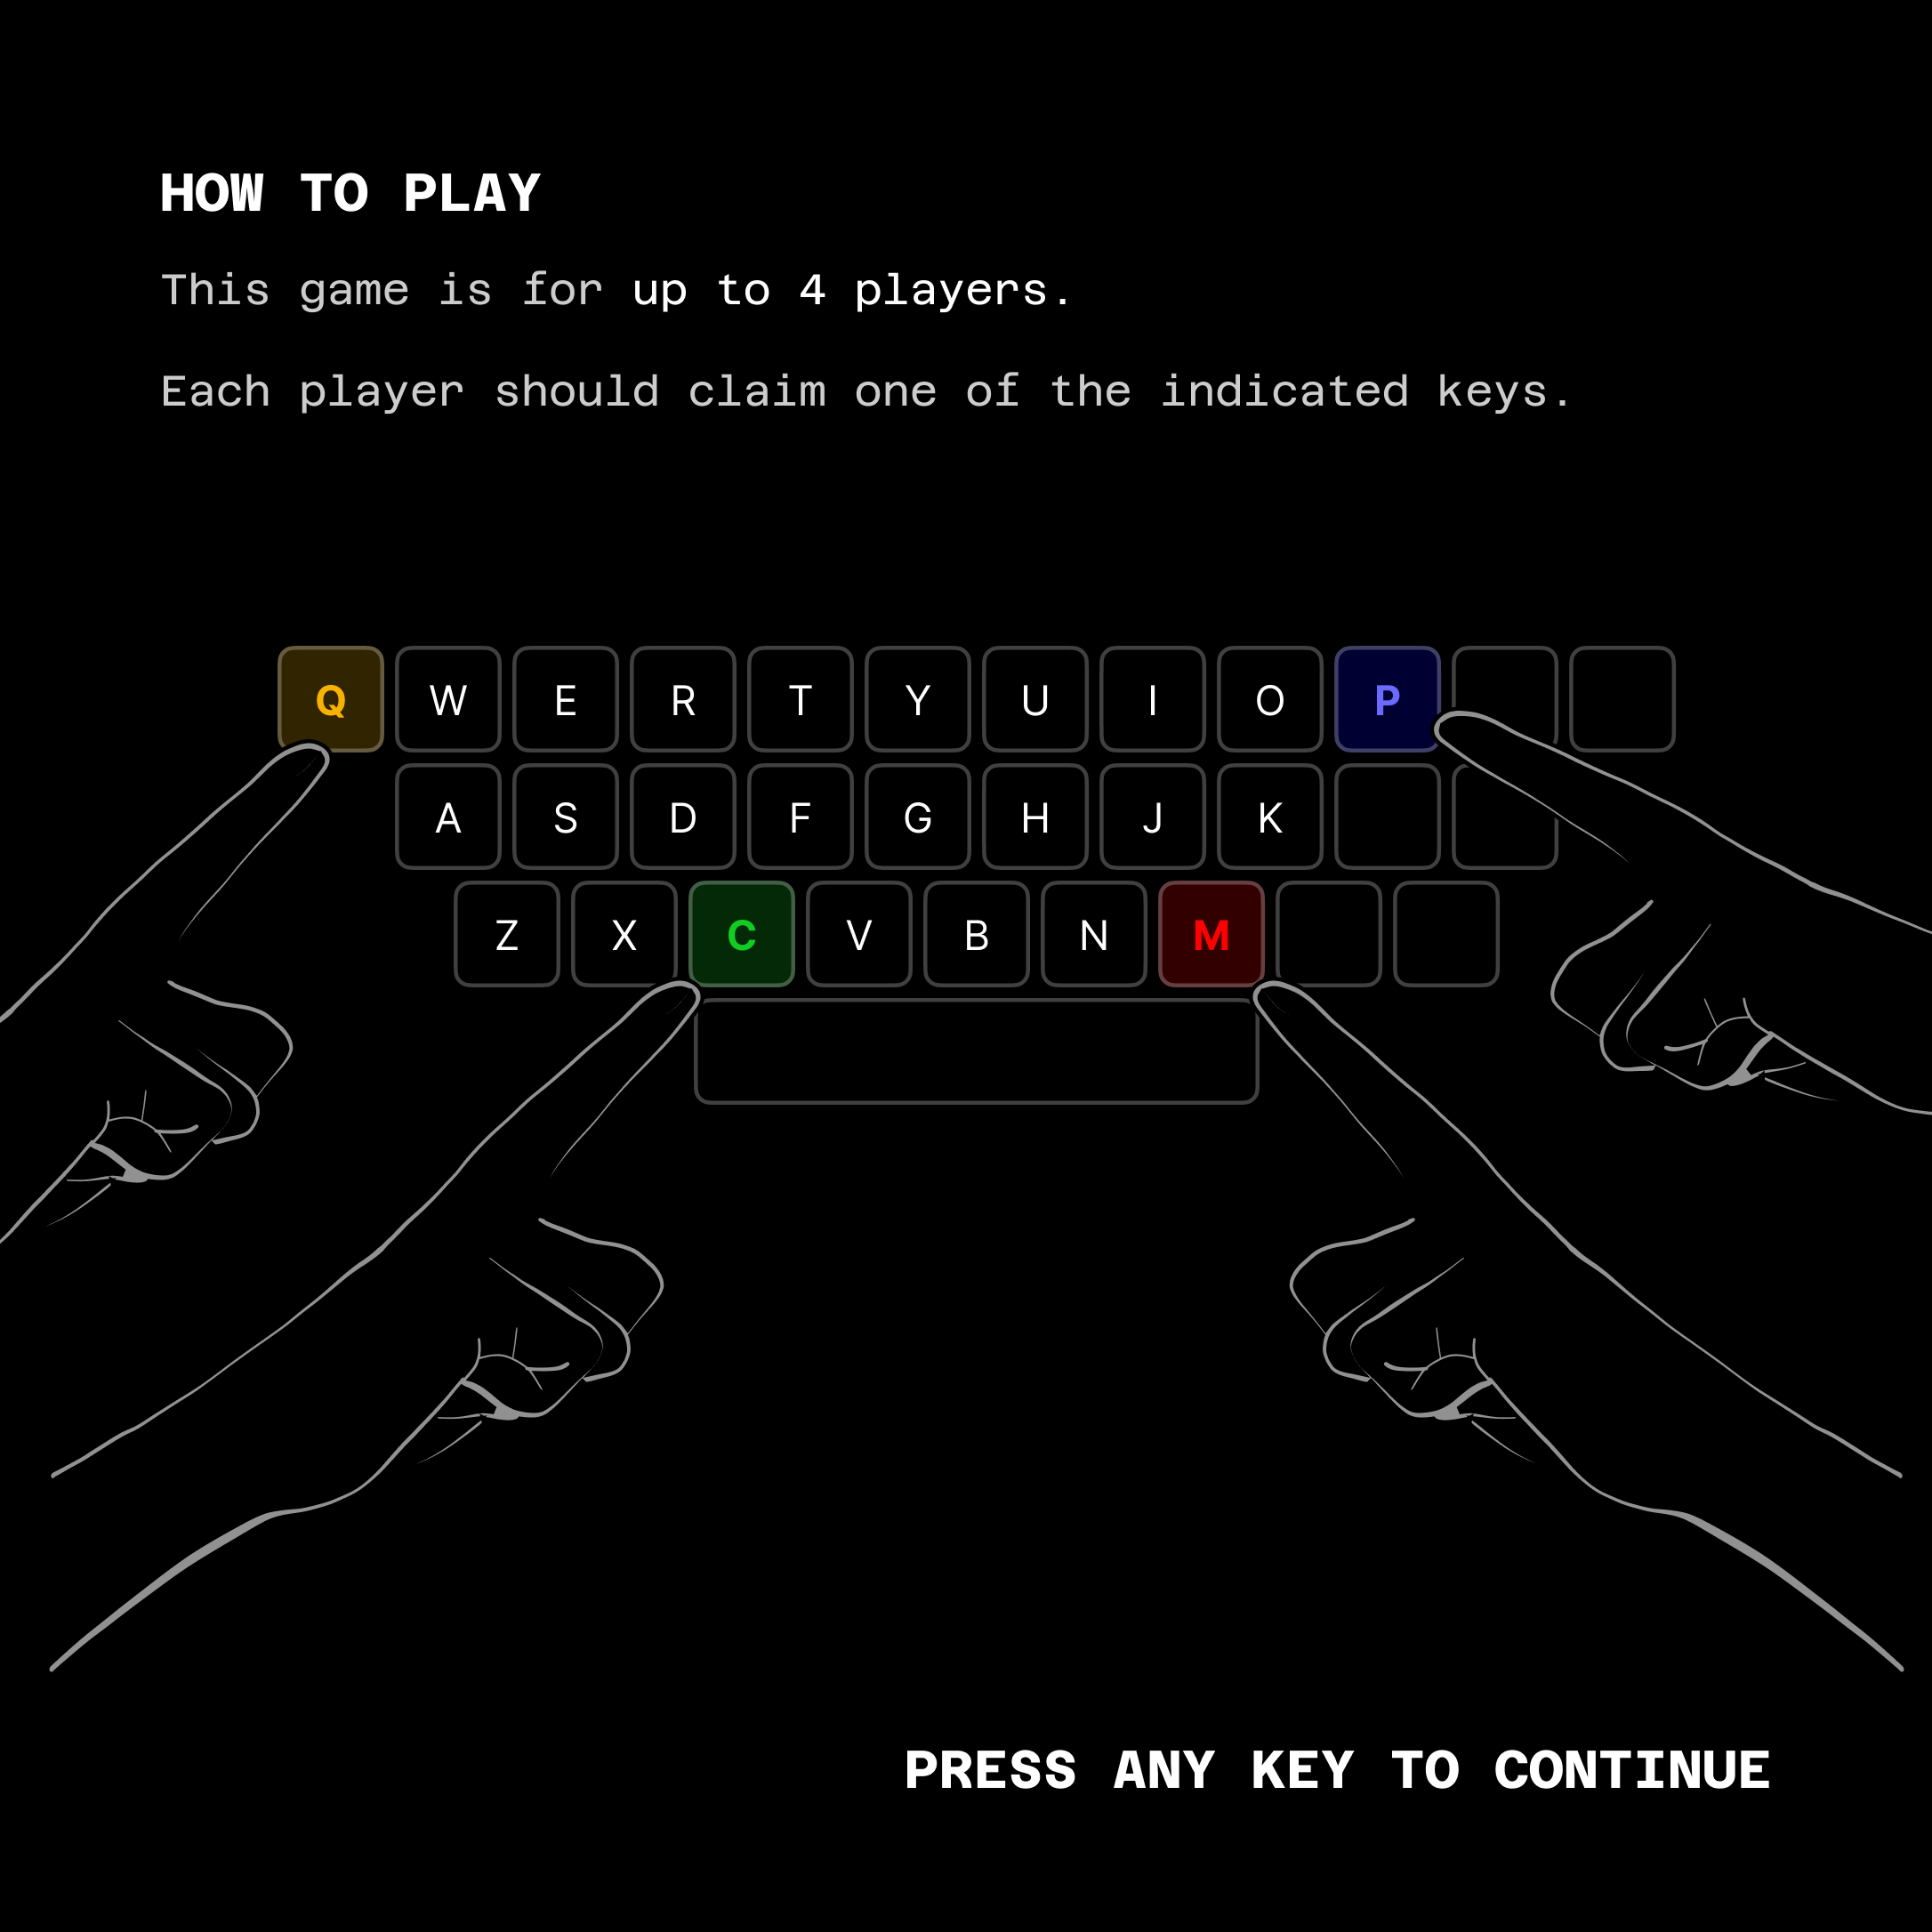 HOW TO PLAY
This game is for up to 4 players.
Each player should claim one of the indicated keys.
Q W E R T Y U I O P
A S D F G H J K
Z X C V B N M
PRESS ANY KEY TO CONTINUE